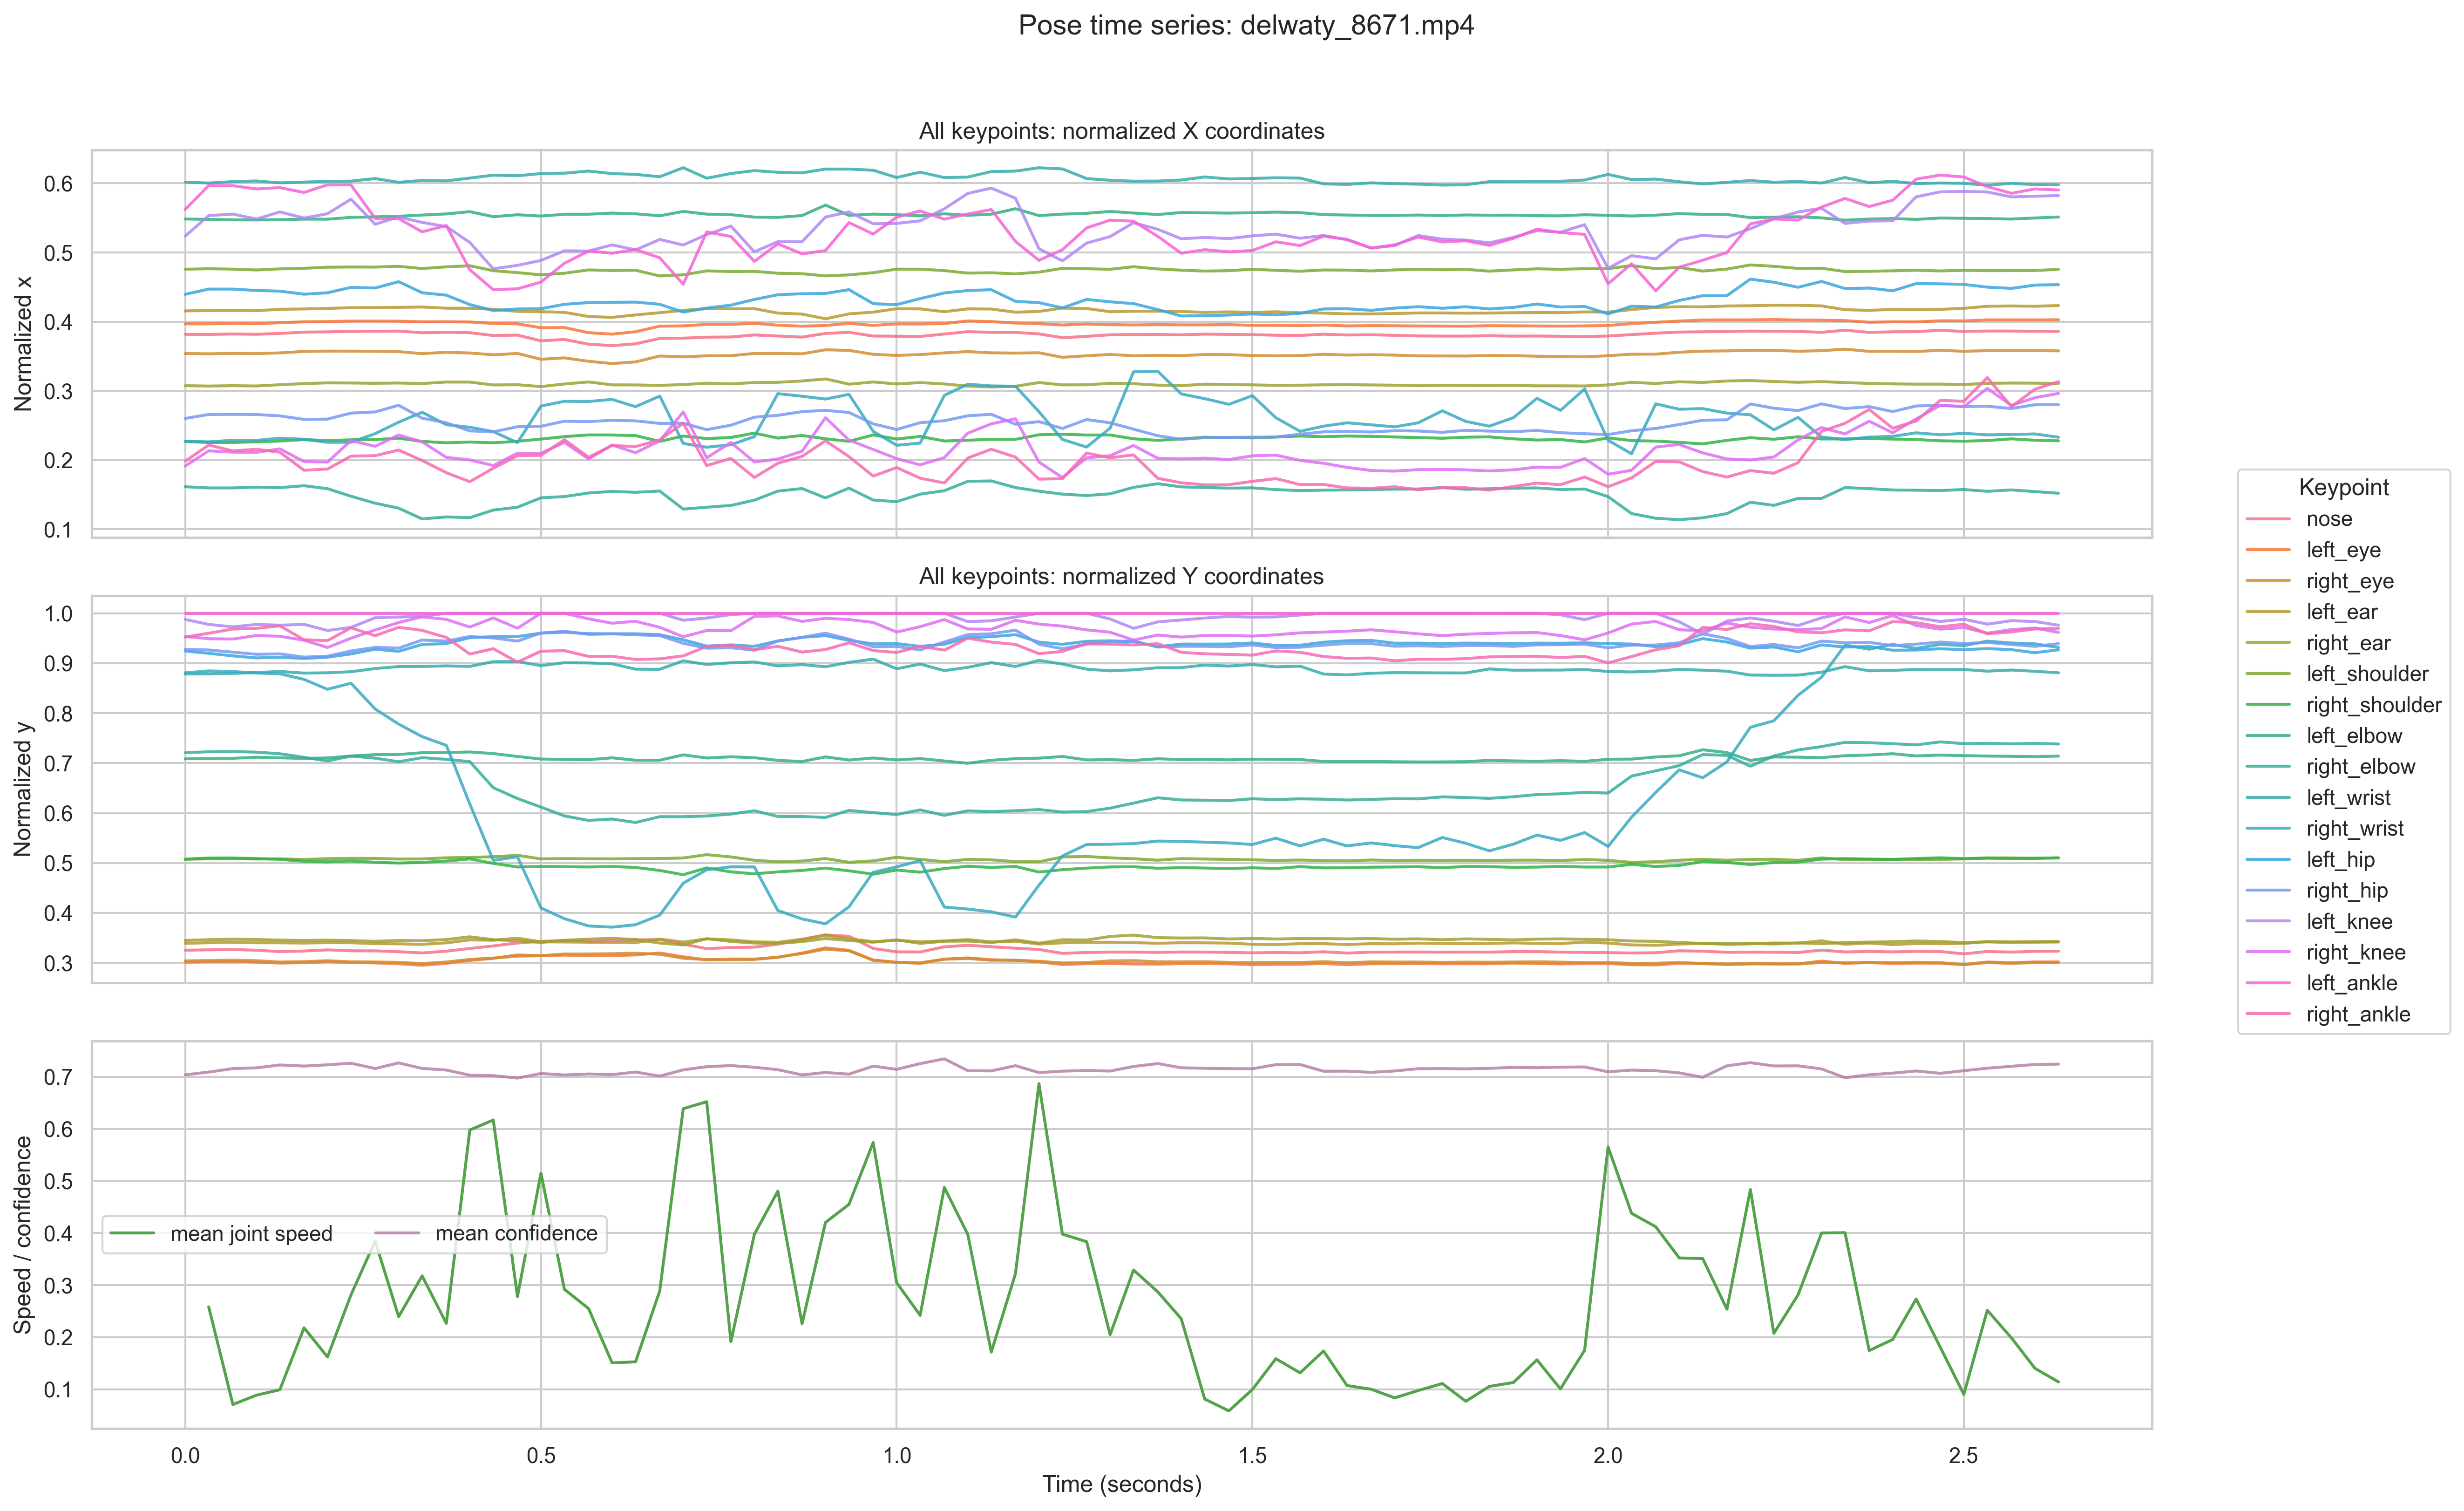 Pose time series: delwaty_8671.mp4
All keypoints: normalized X coordinates
Normalized x
0.6
0.5
0.4
0.3
0.2
0.1
All keypoints: normalized Y coordinates
Normalized y
1.0
0.9
0.8
0.7
0.6
0.5
0.4
0.3
Speed / confidence
0.7
0.6
0.5
0.4
0.3
0.2
0.1
mean joint speed mean confidence
0.0 0.5 1.0 1.5 2.0 2.5
Time (seconds)
Keypoint
nose
left_eye
right_eye
left_ear
right_ear
left_shoulder
right_shoulder
left_elbow
right_elbow
left_wrist
right_wrist
left_hip
right_hip
left_knee
right_knee
left_ankle
right_ankle